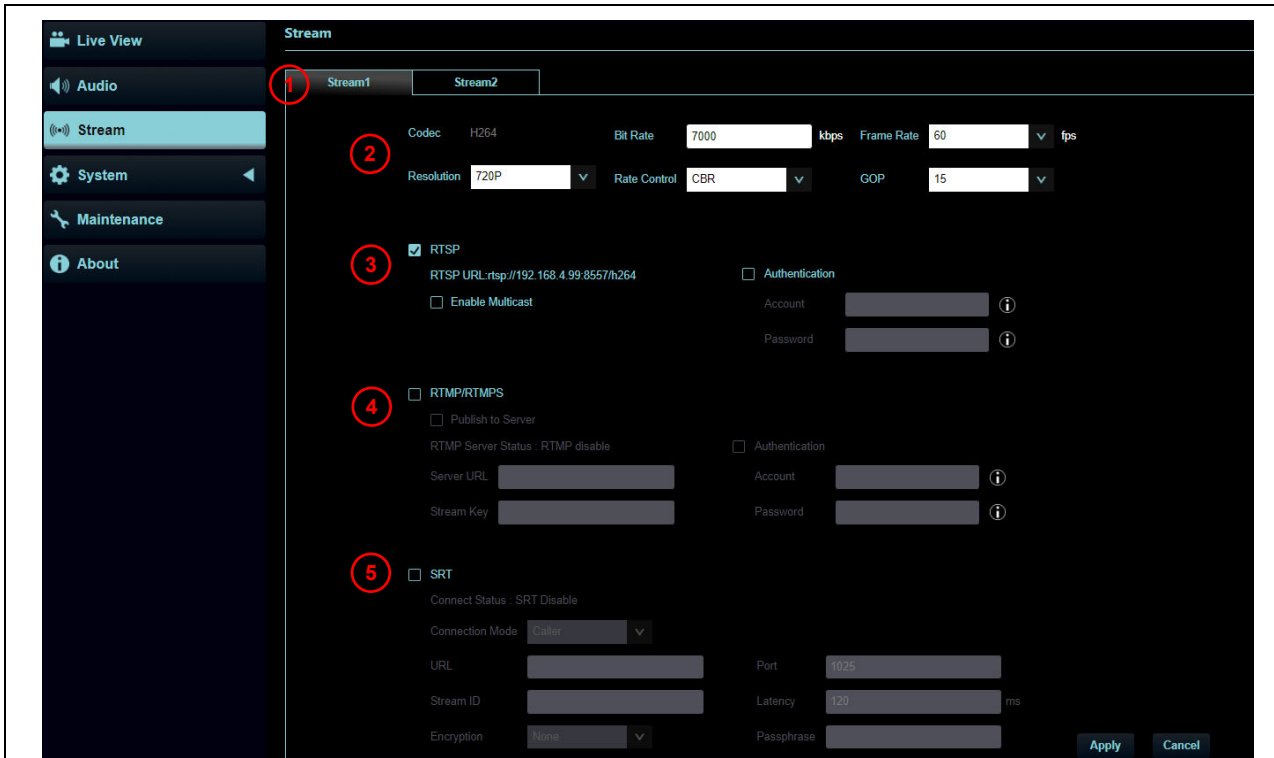 Live View
Audio
Stream
System
Maintenance
About
Stream
1 Stream1 Stream2
2
Codec H264 Bit Rate 7000 kbps Frame Rate 60 fps
Resolution 720P Rate Control CBR GOP 15
3
RTSP
RTSP URL:rtsp://192.168.4.99:8557/h264 Authentication
Enable Multicast Account
Password
4
RTMP/RTMPS
Publish to Server
RTMP Server Status : RTMP disable Authentication
Server URL Account
Stream Key Password
5
SRT
Connect Status : SRT Disable
Connection Mode Caller
URL Port 1025
Stream ID Latency 120 ms
Encryption None Passphrase
Apply Cancel